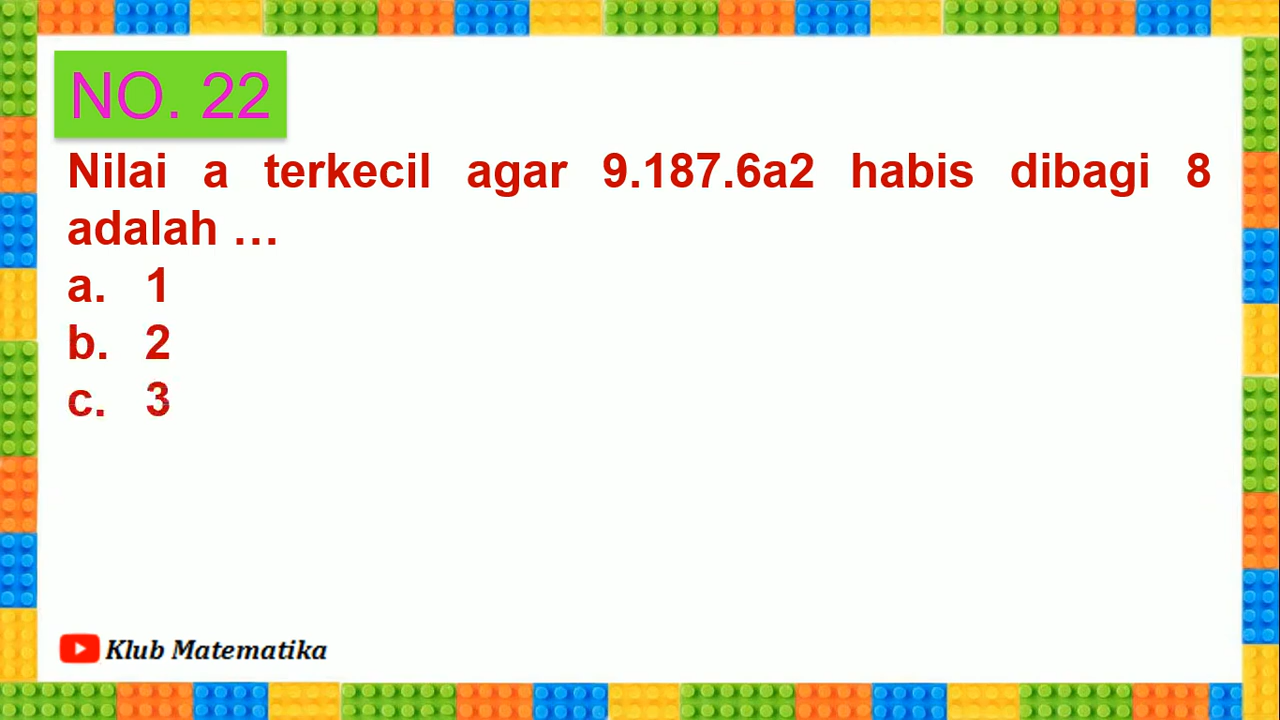 NO. 22
Nilai a terkecil agar 9.187.6a2 habis dibagi 8
adalah ...
a. 1
b. 2
c. 3
Klub Matematika